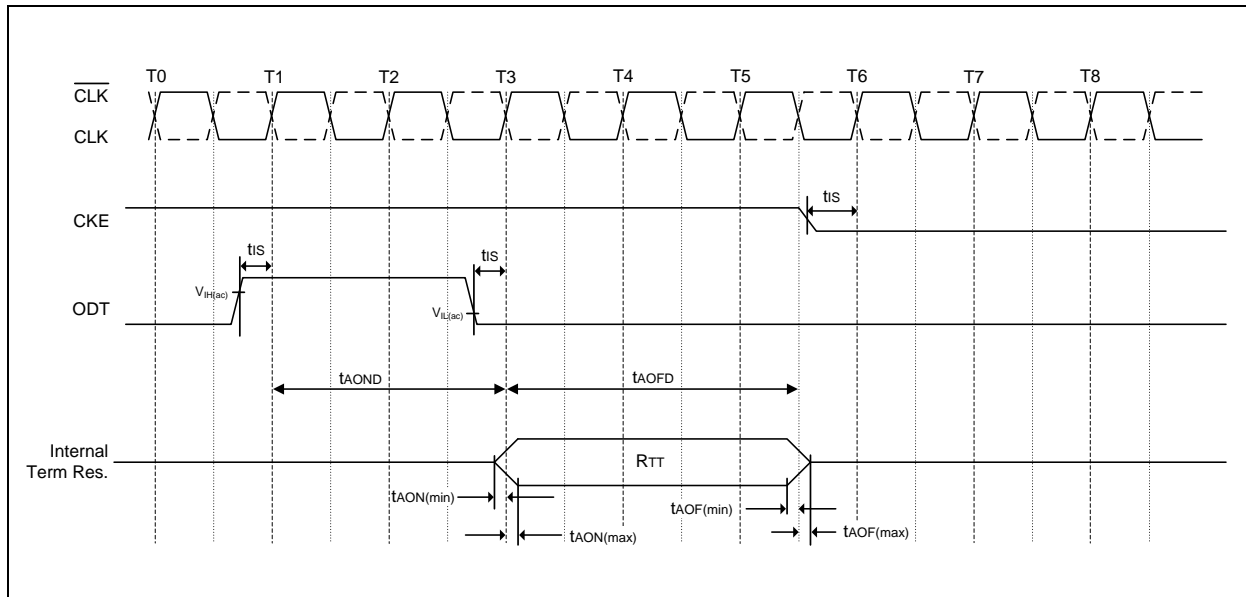 T0 T1 T2 T3 T4 T5 T6 T7 T8
CLK
CLK
tIS
CKE
tIS
tIS
VIH(ac)
VIL(ac)
ODT
tAOND
tAOFD
Internal
Term Res.
RTT
tAON(min)
tAOF(min)
tAON(max)
tAOF(max)